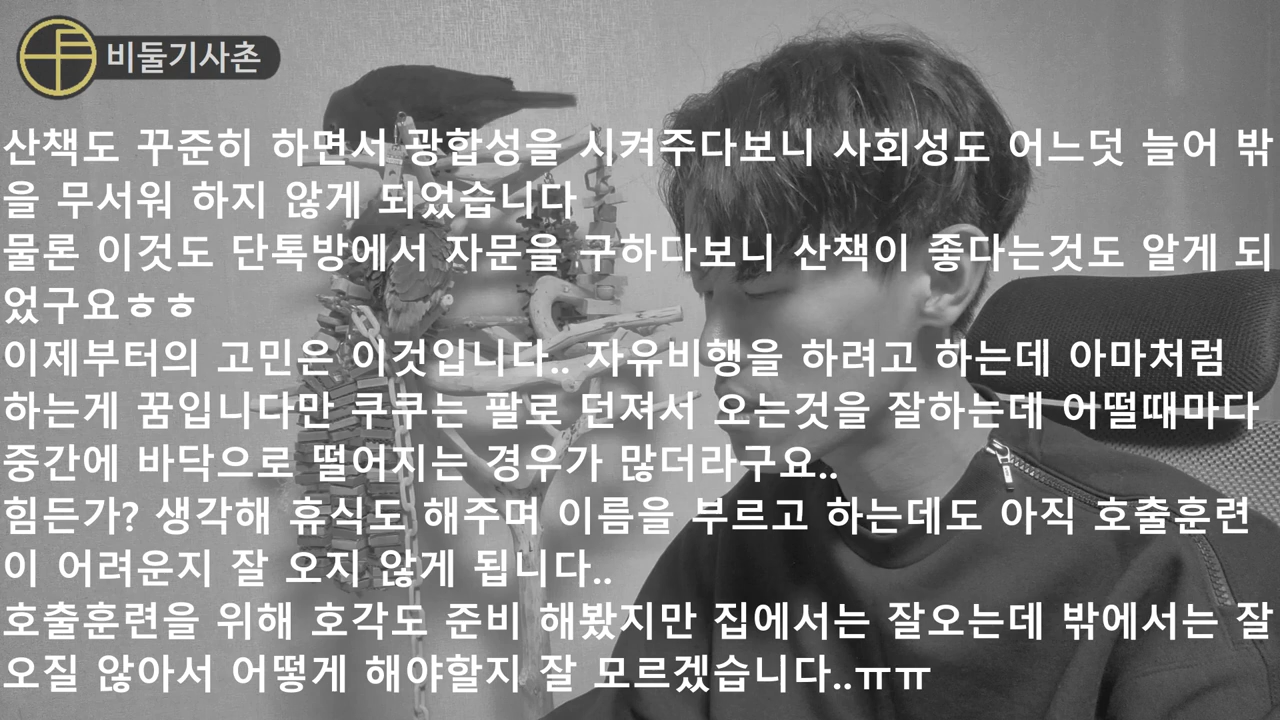 비둘기사촌
산책도 꾸준히 하면서 광합성을 시켜주다보니 사회성도 어느덧 늘어 밖
을 무서워 하지 않게 되었습니다
물론 이것도 단톡방에서 자문을 구하다보니 산책이 좋다는것도 알게 되
었구요ㅎㅎ
이제부터의 고민은 이것입니다.. 자유비행을 하려고 하는데 아마처럼
하는게 꿈입니다만 쿠쿠는 팔로 던져서 오는것을 잘하는데 어떨때마다
중간에 바닥으로 떨어지는 경우가 많더라구요..
힘든가? 생각해 휴식도 해주며 이름을 부르고 하는데도 아직 호출훈련
이 어려운지 잘 오지 않게 됩니다..
호출훈련을 위해 호각도 준비 해봤지만 집에서는 잘오는데 밖에서는 잘
오질 않아서 어떻게 해야할지 잘 모르겠습니다..ㅠㅠ